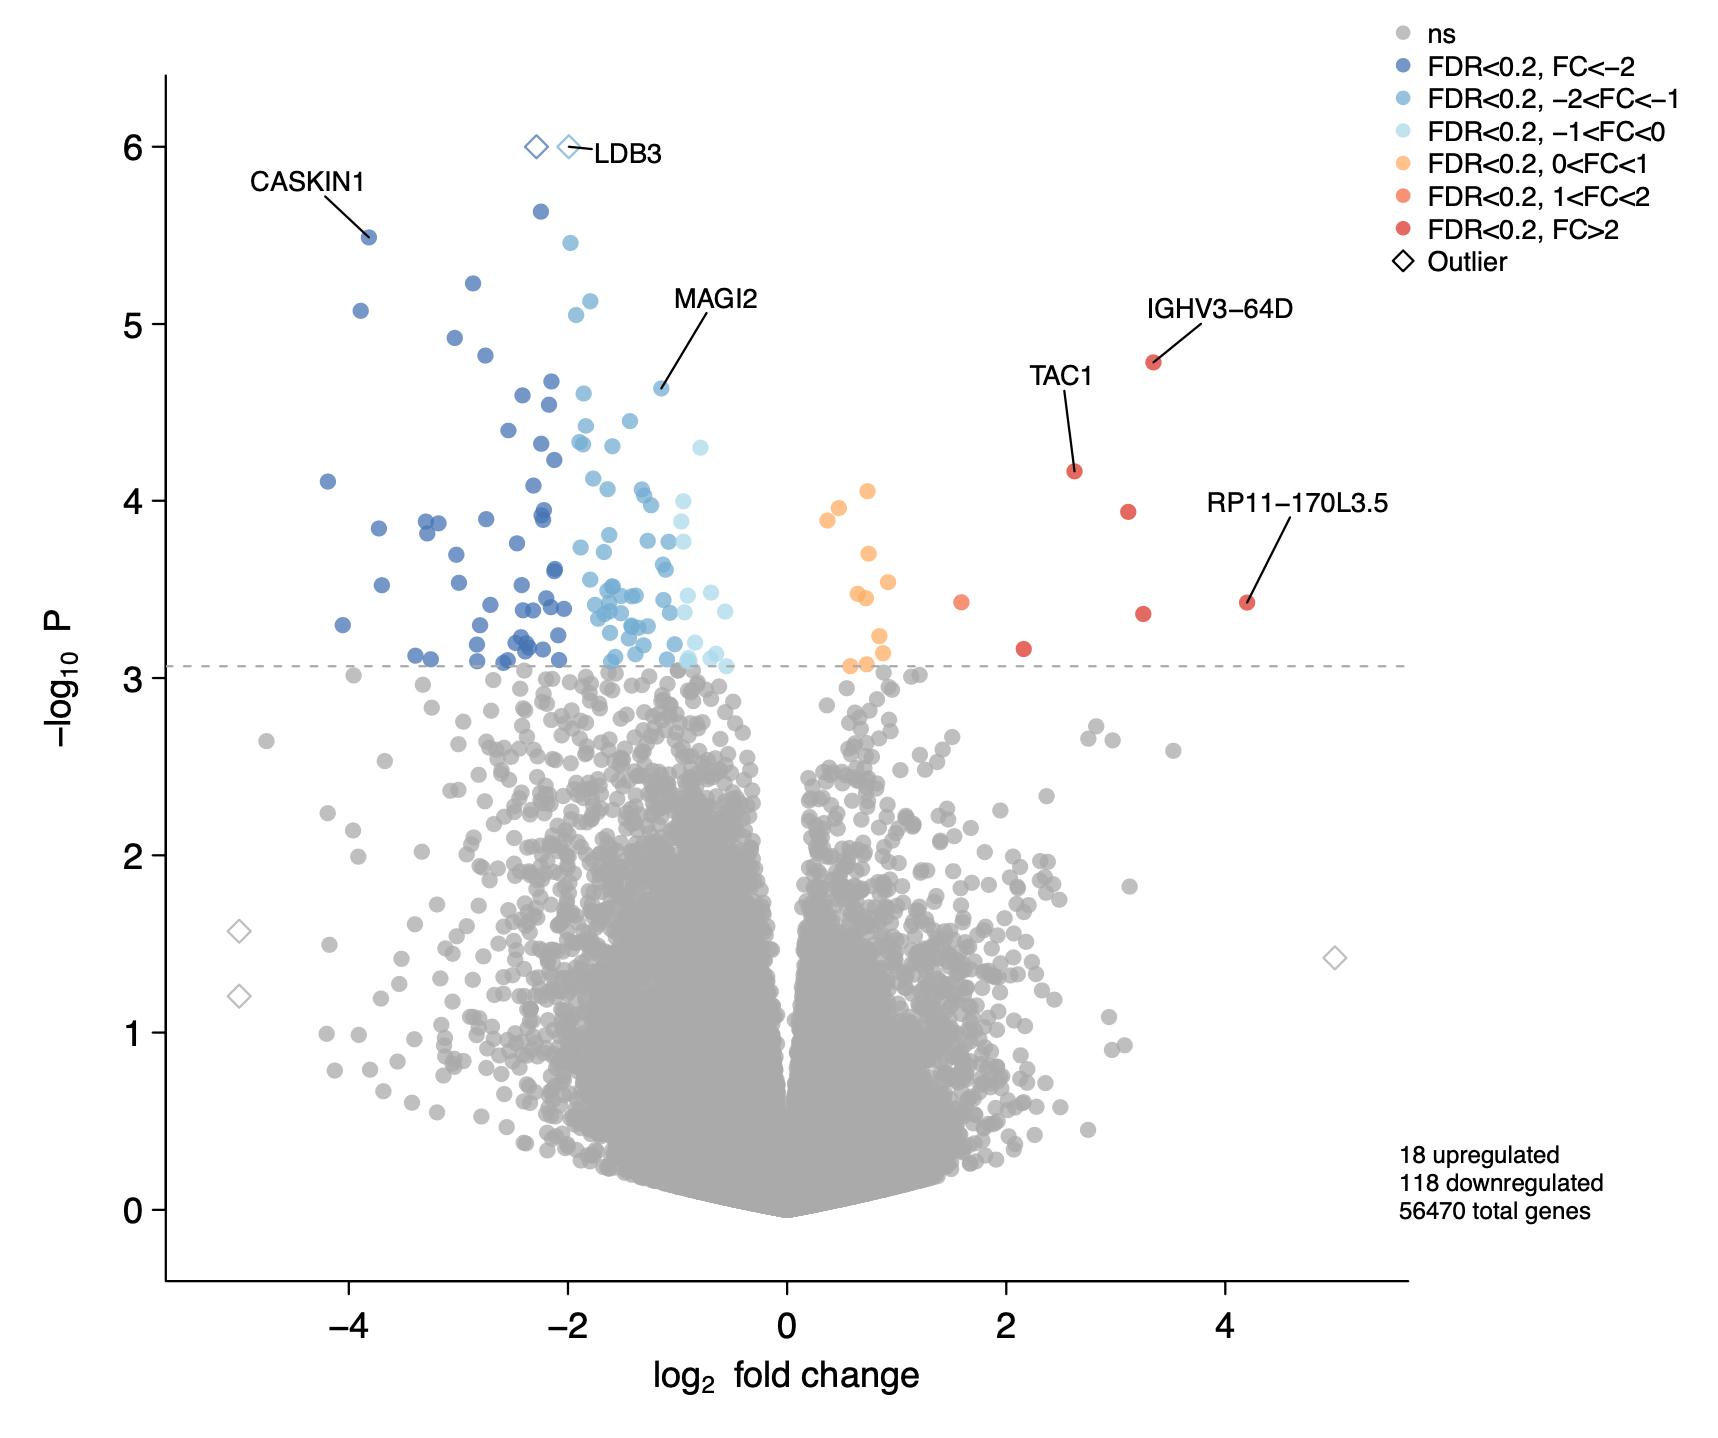 ns
FDR<0.2, FC<−2
FDR<0.2, −2<FC<−1
FDR<0.2, −1<FC<0
FDR<0.2, 0<FC<1
FDR<0.2, 1<FC<2
FDR<0.2, FC>2
Outlier
6
LDB3
CASKIN1
MAGI2
IGHV3−64D
5
TAC1
4
RP11−170L3.5
−log10 P
3
2
1
0
18 upregulated
118 downregulated
56470 total genes
−4 −2 0 2 4
log2 fold change